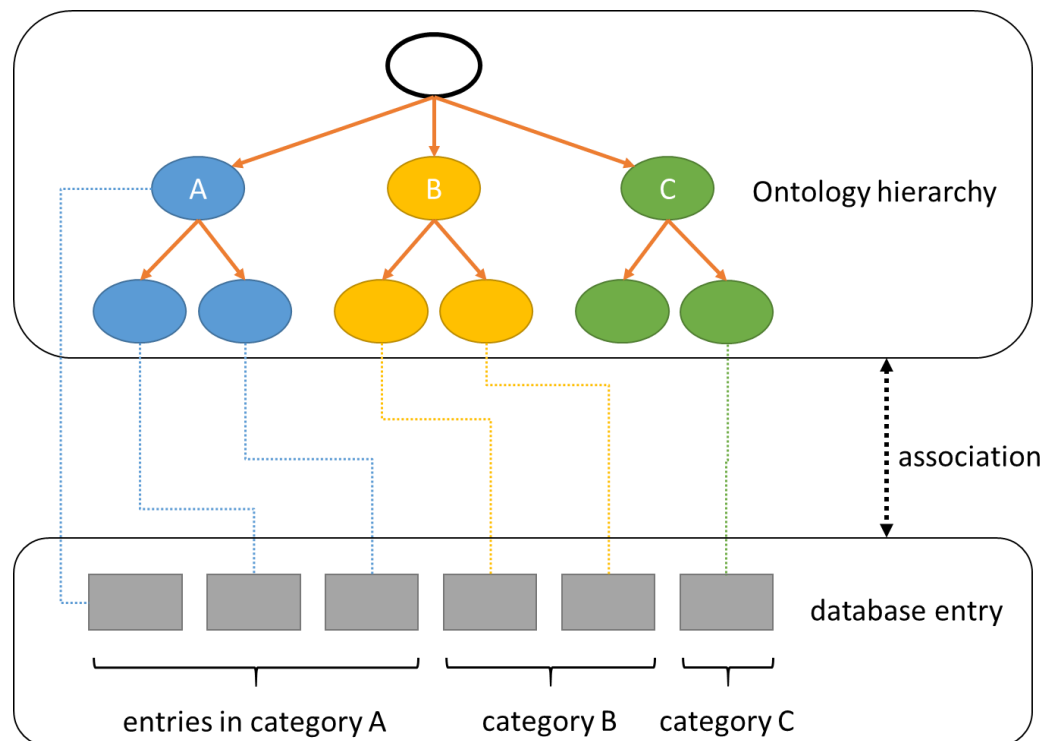 A
B
C
Ontology hierarchy
association
database entry
entries in category A
category B
category C